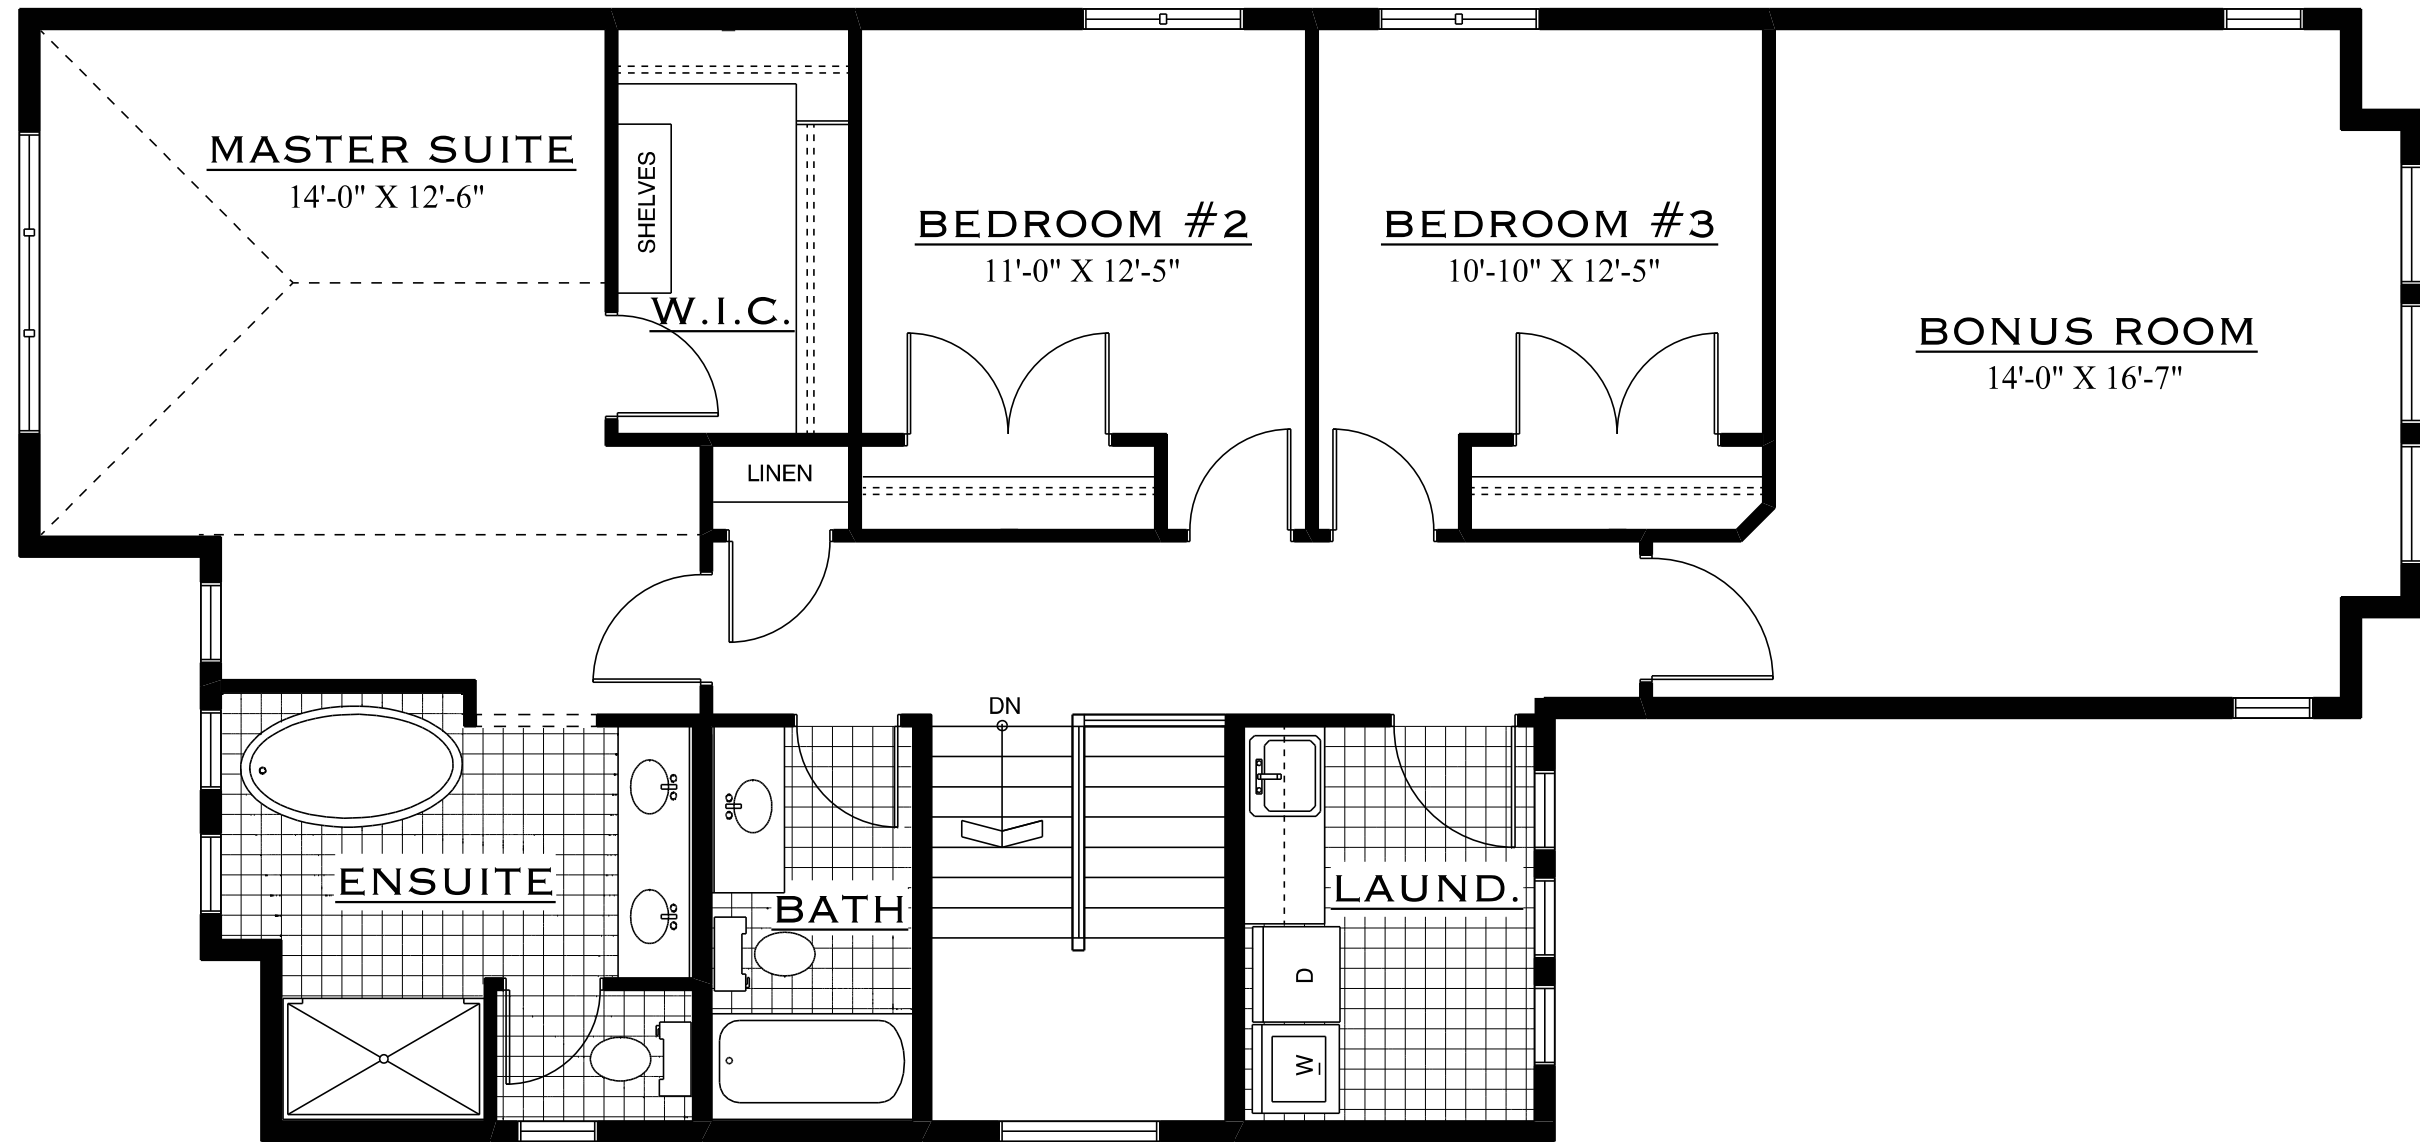 MASTER SUITE
14'-0" X 12'-6"
SHELVES
W.I.C.
BEDROOM #2
11'-0" X 12'-5"
BEDROOM #3
10'-10" X 12'-5"
BONUS ROOM
14'-0" X 16'-7"
LINEN
DN
ENSUITE
BATH
LAUND.
D
W